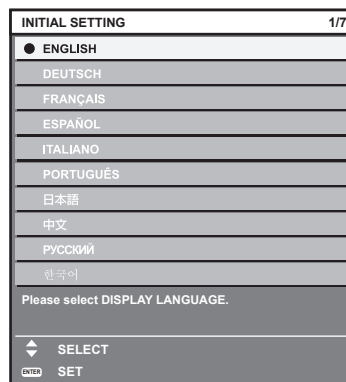 INITIAL SETTING 1/7
ENGLISH
DEUTSCH
FRANÇAIS
ESPAÑOL
ITALIANO
PORTUGUÊS
日本語
中文
РУССКИЙ
한국어
Please select DISPLAY LANGUAGE.
SELECT
ENTER SET